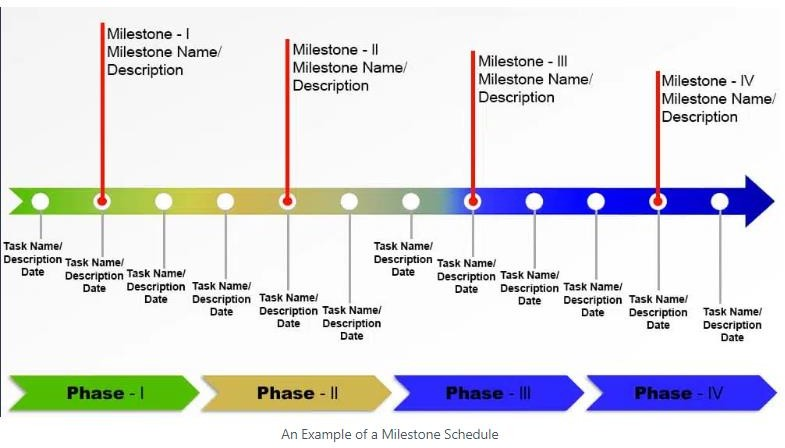 Milestone - I
Milestone Name/
Description
Milestone - II
Milestone Name/
Description
Milestone - III
Milestone Name/
Description
Milestone - IV
Milestone Name/
Description
Task Name/
Description
Date
Task Name/
Description
Date
Task Name/
Description
Date
Task Name/
Description
Date
Task Name/
Description
Date
Task Name/
Description
Date
Task Name/
Description
Date
Task Name/
Description
Date
Task Name/
Description
Date
Task Name/
Description
Date
Task Name/
Description
Date
Task Name/
Description
Date
Phase - I
Phase - II
Phase - III
Phase - IV
An Example of a Milestone Schedule